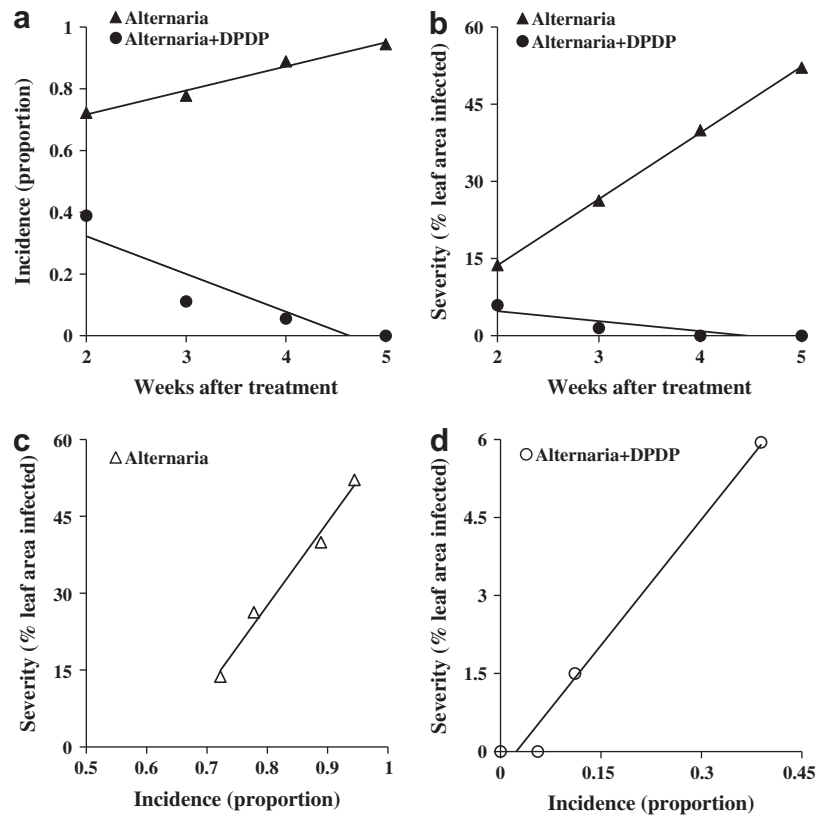 a
▲ Alternaria
● Alternaria+DPDP
Incidence (proportion)
1
0.8
0.6
0.4
0.2
0
2 3 4 5
Weeks after treatment
b
▲ Alternaria
● Alternaria+DPDP
Severity (% leaf area infected)
60
45
30
15
0
2 3 4 5
Weeks after treatment
c
△ Alternaria
Severity (% leaf area infected)
60
45
30
15
0
0.5 0.6 0.7 0.8 0.9 1
Incidence (proportion)
d
○ Alternaria+DPDP
Severity (% leaf area infected)
6
4.5
3
1.5
0
0 0.15 0.3 0.45
Incidence (proportion)